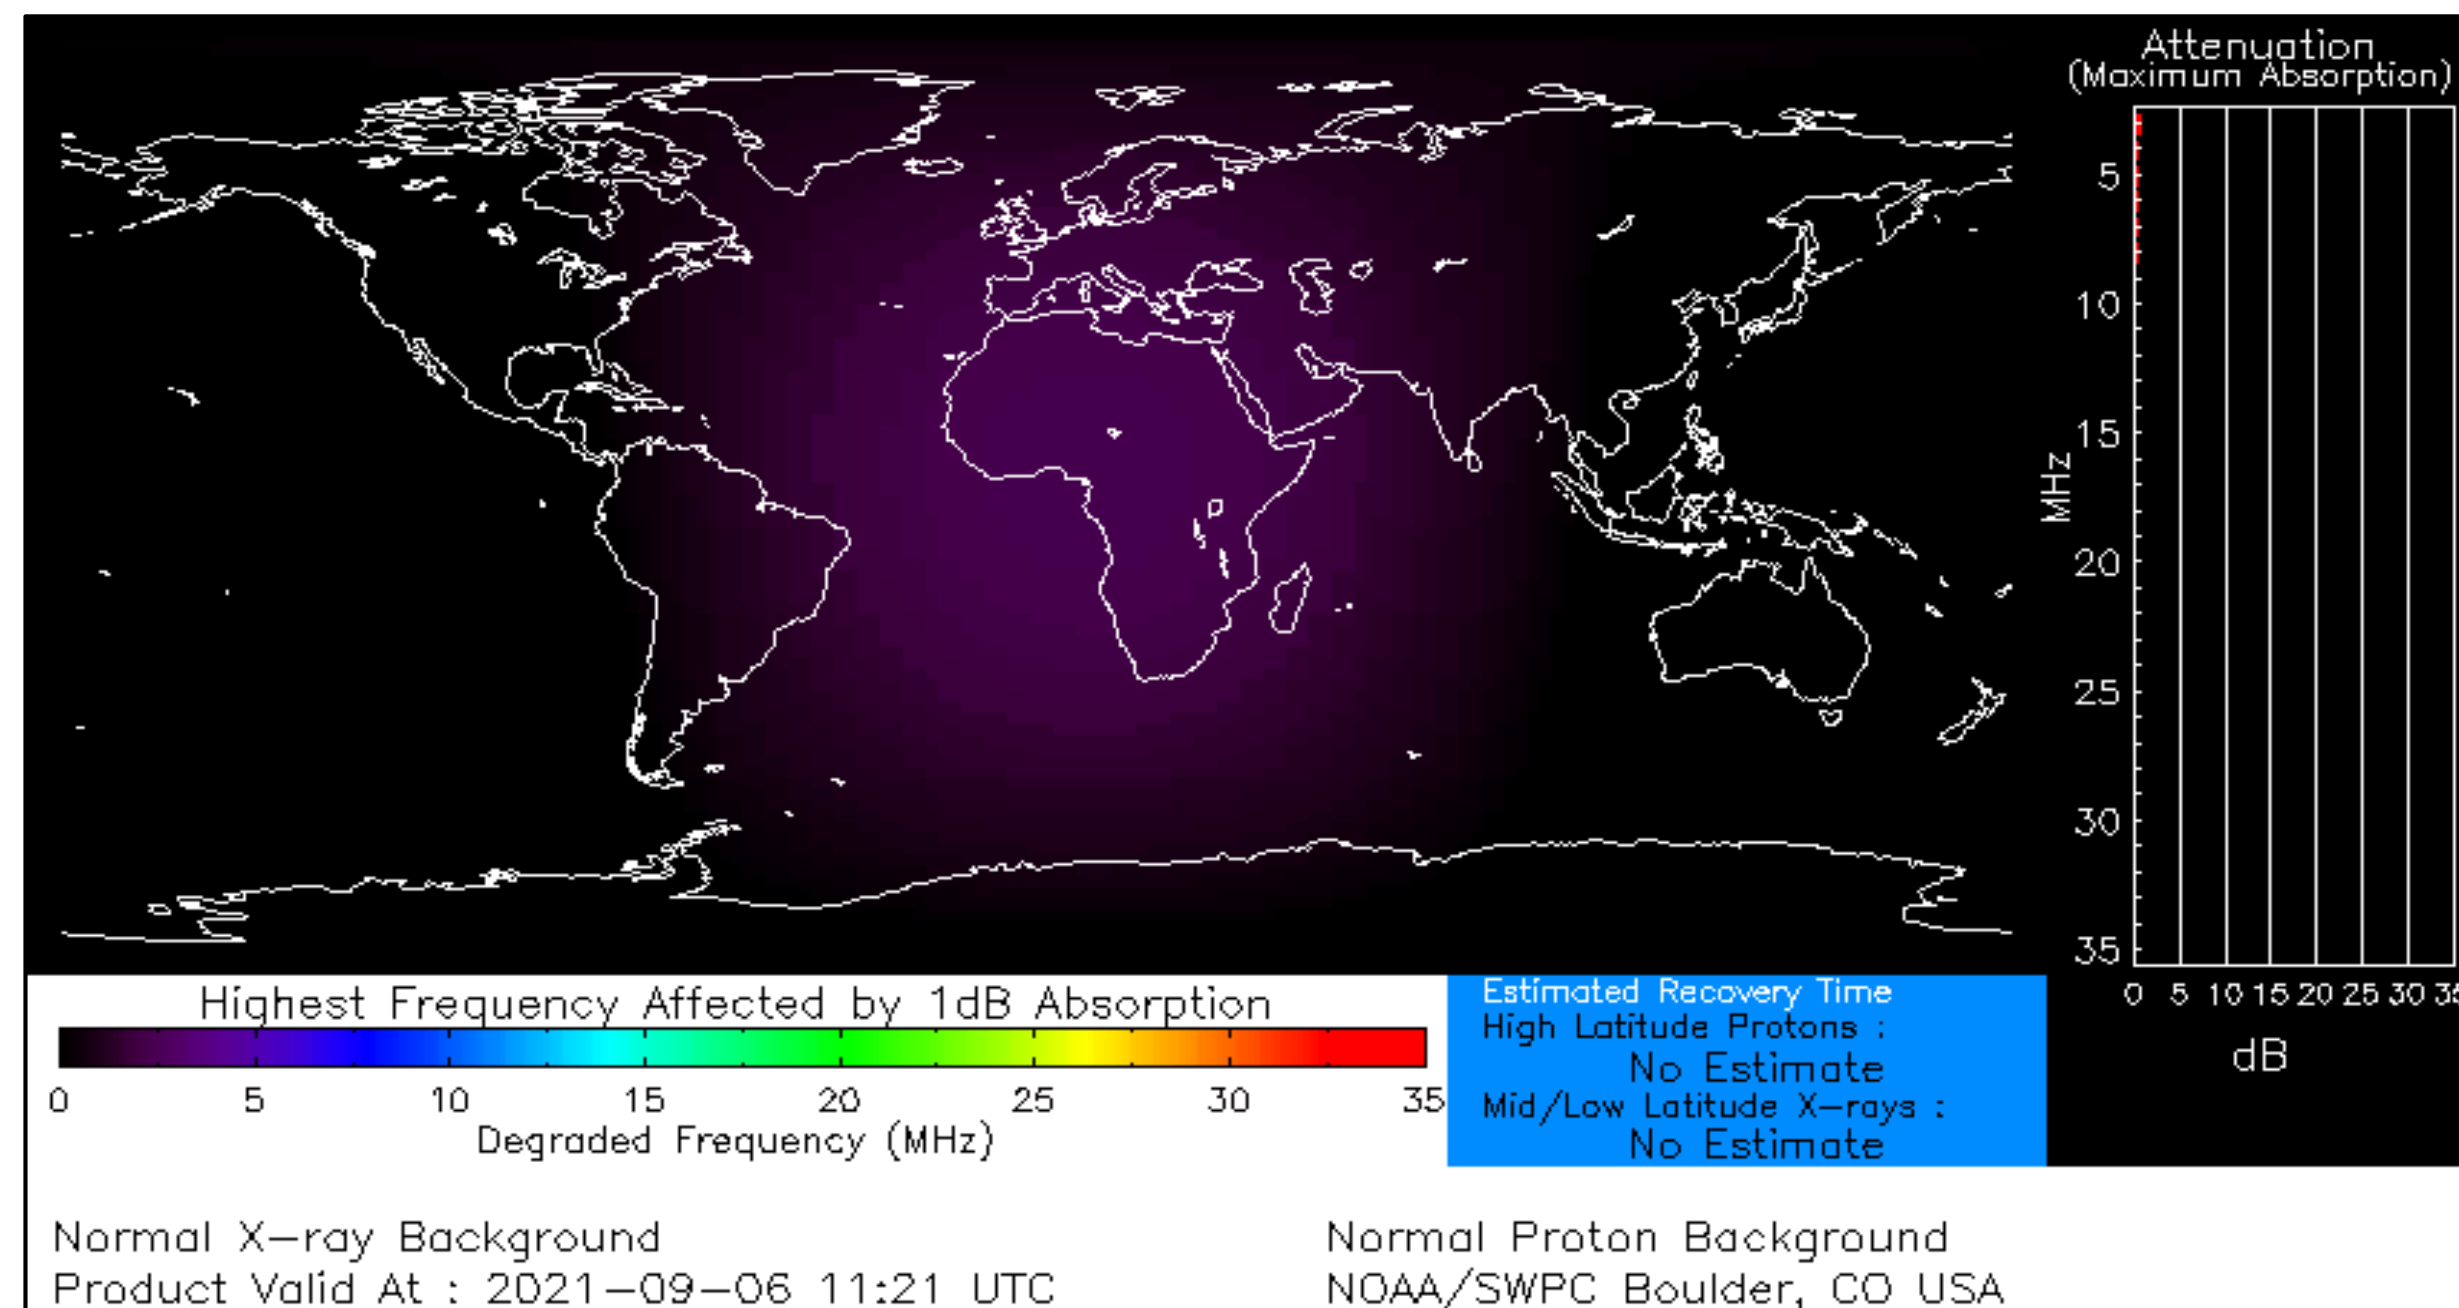 Attenuation
(Maximum Absorption)
5
10
15
20
25
30
35
MHz
0 5 10 15 20 25 30
dB
Highest Frequency Affected by 1dB Absorption
0 5 10 15 20 25 30 35
Degraded Frequency (MHz)
Estimated Recovery Time
High Latitude Protons :
No Estimate
Mid/Low Latitude X-rays :
No Estimate
Normal X-ray Background
Normal Proton Background
Product Valid At : 2021-09-06 11:21 UTC
NOAA/SWPC Boulder, CO USA